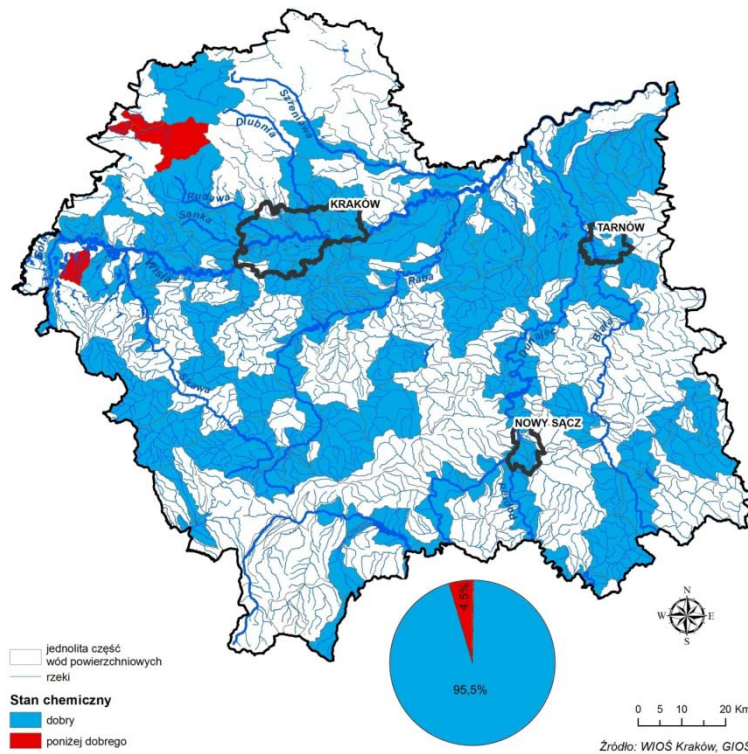 Szreniawa
Dłubnia
Rudawa
Sanka
KRAKÓW
TARNÓW
Wisła
Raba
Skawa
Dunajec
Biała
NOWY SĄCZ
4,5%
95,5%
N
W E
S
jednolita część
wód powierzchniowych
rzeki
Stan chemiczny
dobry
poniżej dobrego
0 5 10 20 Km
Źródło: WIOŚ Kraków, GIOŚ